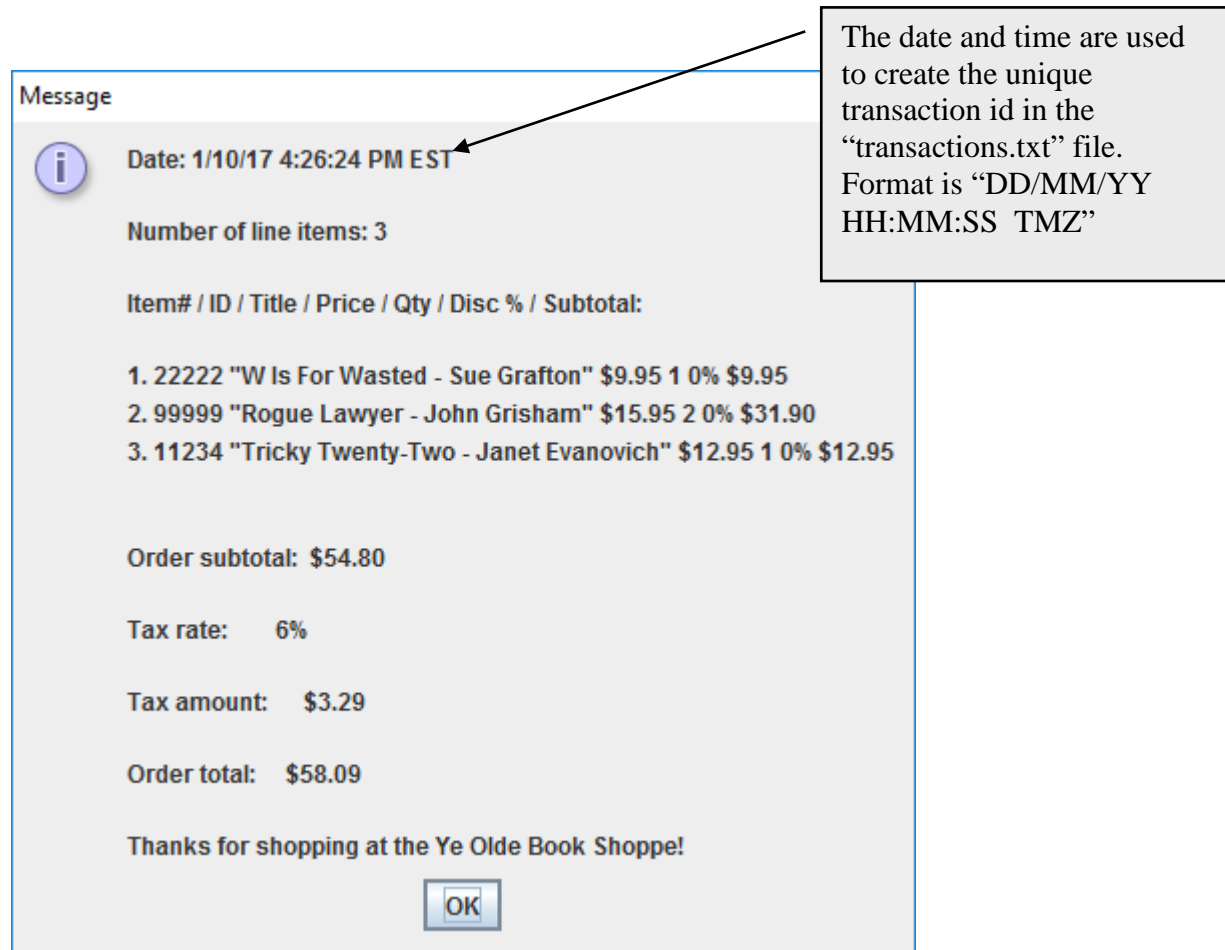 The date and time are used
to create the unique
transaction id in the
“transactions.txt” file.
Format is “DD/MM/YY
HH:MM:SS  TMZ”
Message
i
Date: 1/10/17 4:26:24 PM EST
Number of line items: 3
Item# / ID / Title / Price / Qty / Disc % / Subtotal:
1. 22222 "W Is For Wasted - Sue Grafton" $9.95 1 0% $9.95
2. 99999 "Rogue Lawyer - John Grisham" $15.95 2 0% $31.90
3. 11234 "Tricky Twenty-Two - Janet Evanovich" $12.95 1 0% $12.95
Order subtotal:  $54.80
Tax rate:      6%
Tax amount:    $3.29
Order total:    $58.09
Thanks for shopping at the Ye Olde Book Shoppe!
OK